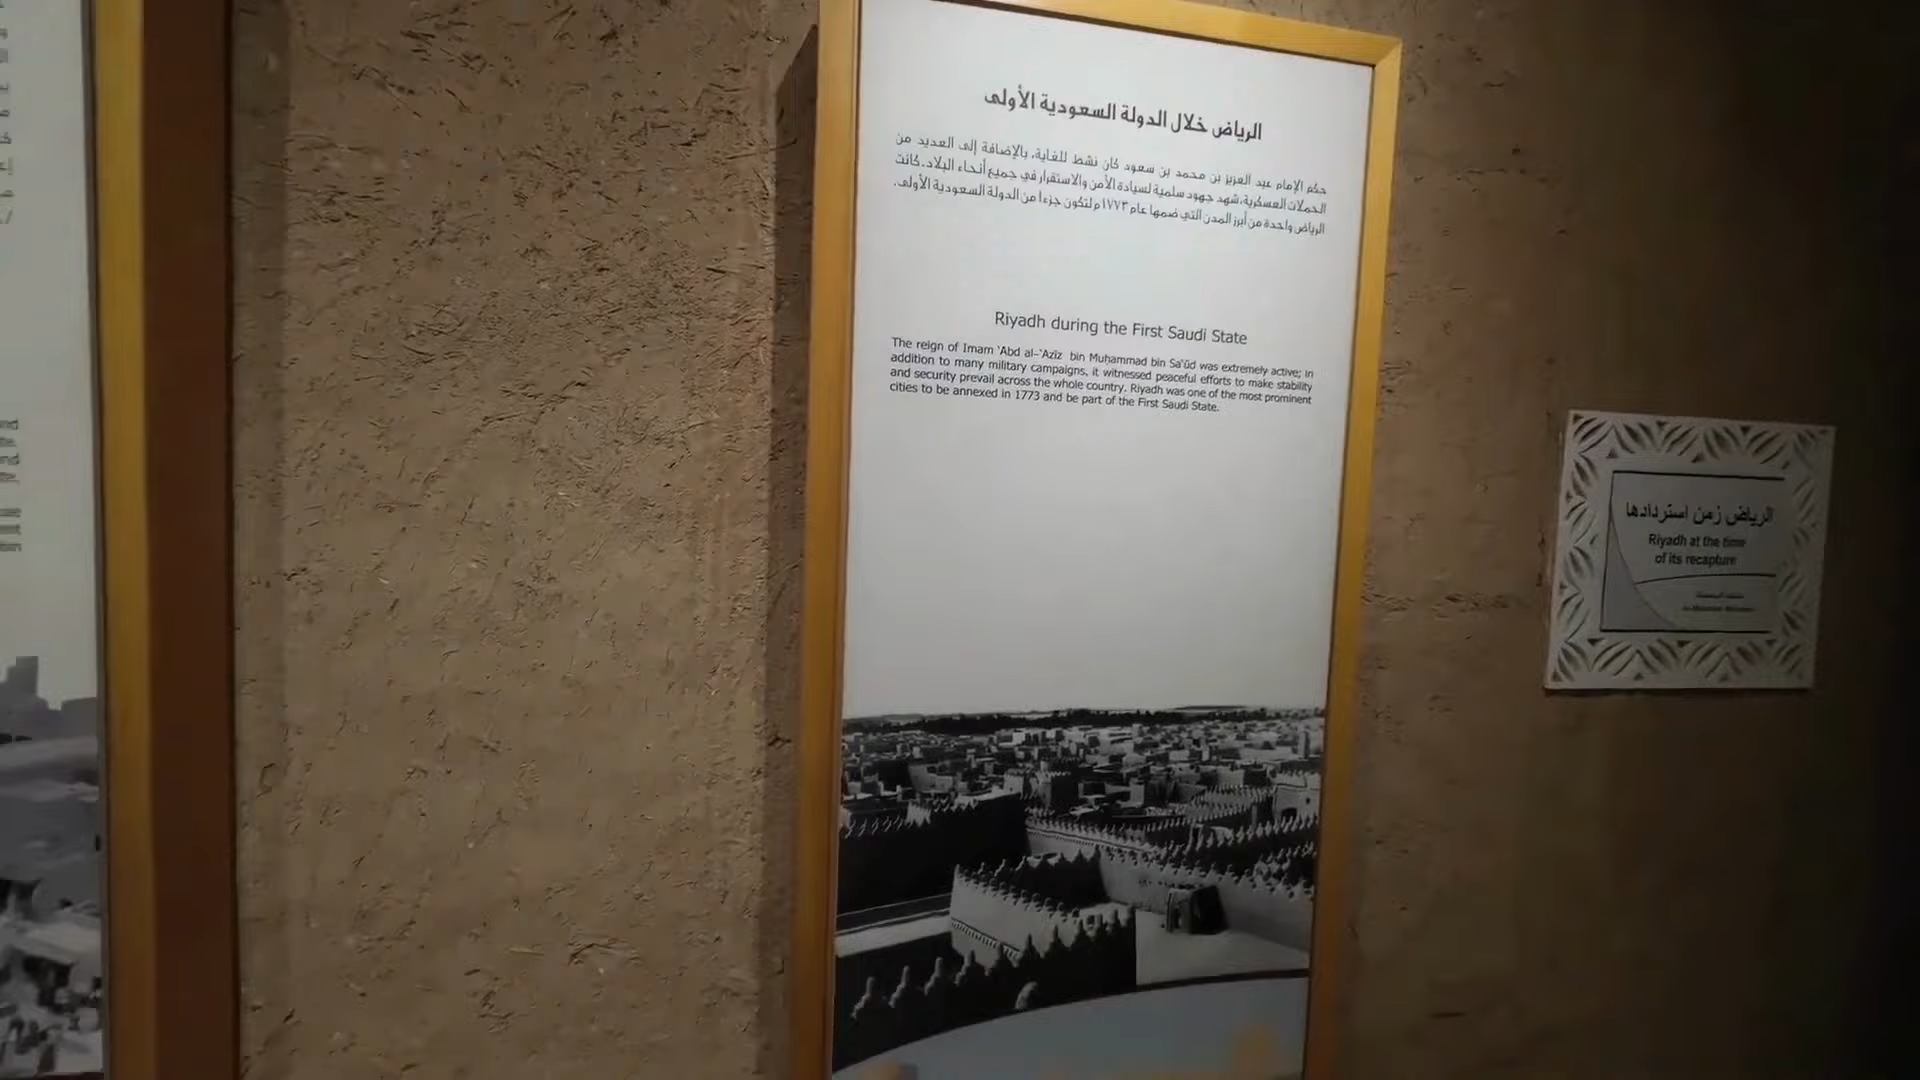 الرياض خلال الدولة السعودية الأولى
حكم الإمام عبد العزيز بن محمد بن سعود كان نشط للغاية، بالإضافة إلى العديد من
الحملات العسكرية، شهد جهود سلمية لسيادة الأمن والاستقرار في جميع أنحاء البلاد. كانت
الرياض واحدة من أبرز المدن التي ضمها عام ١٧٧٣م لتكون جزءاً من الدولة السعودية الأولى.
Riyadh during the First Saudi State
The reign of Imam ‘Abd al-‘Azīz bin Muḥammad bin Sa‘ūd was extremely active; in
addition to many military campaigns, it witnessed peaceful efforts to make stability
and security prevail across the whole country. Riyadh was one of the most prominent
cities to be annexed in 1773 and be part of the First Saudi State.
الرياض زمن استردادها
Riyadh at the time
of its recapture